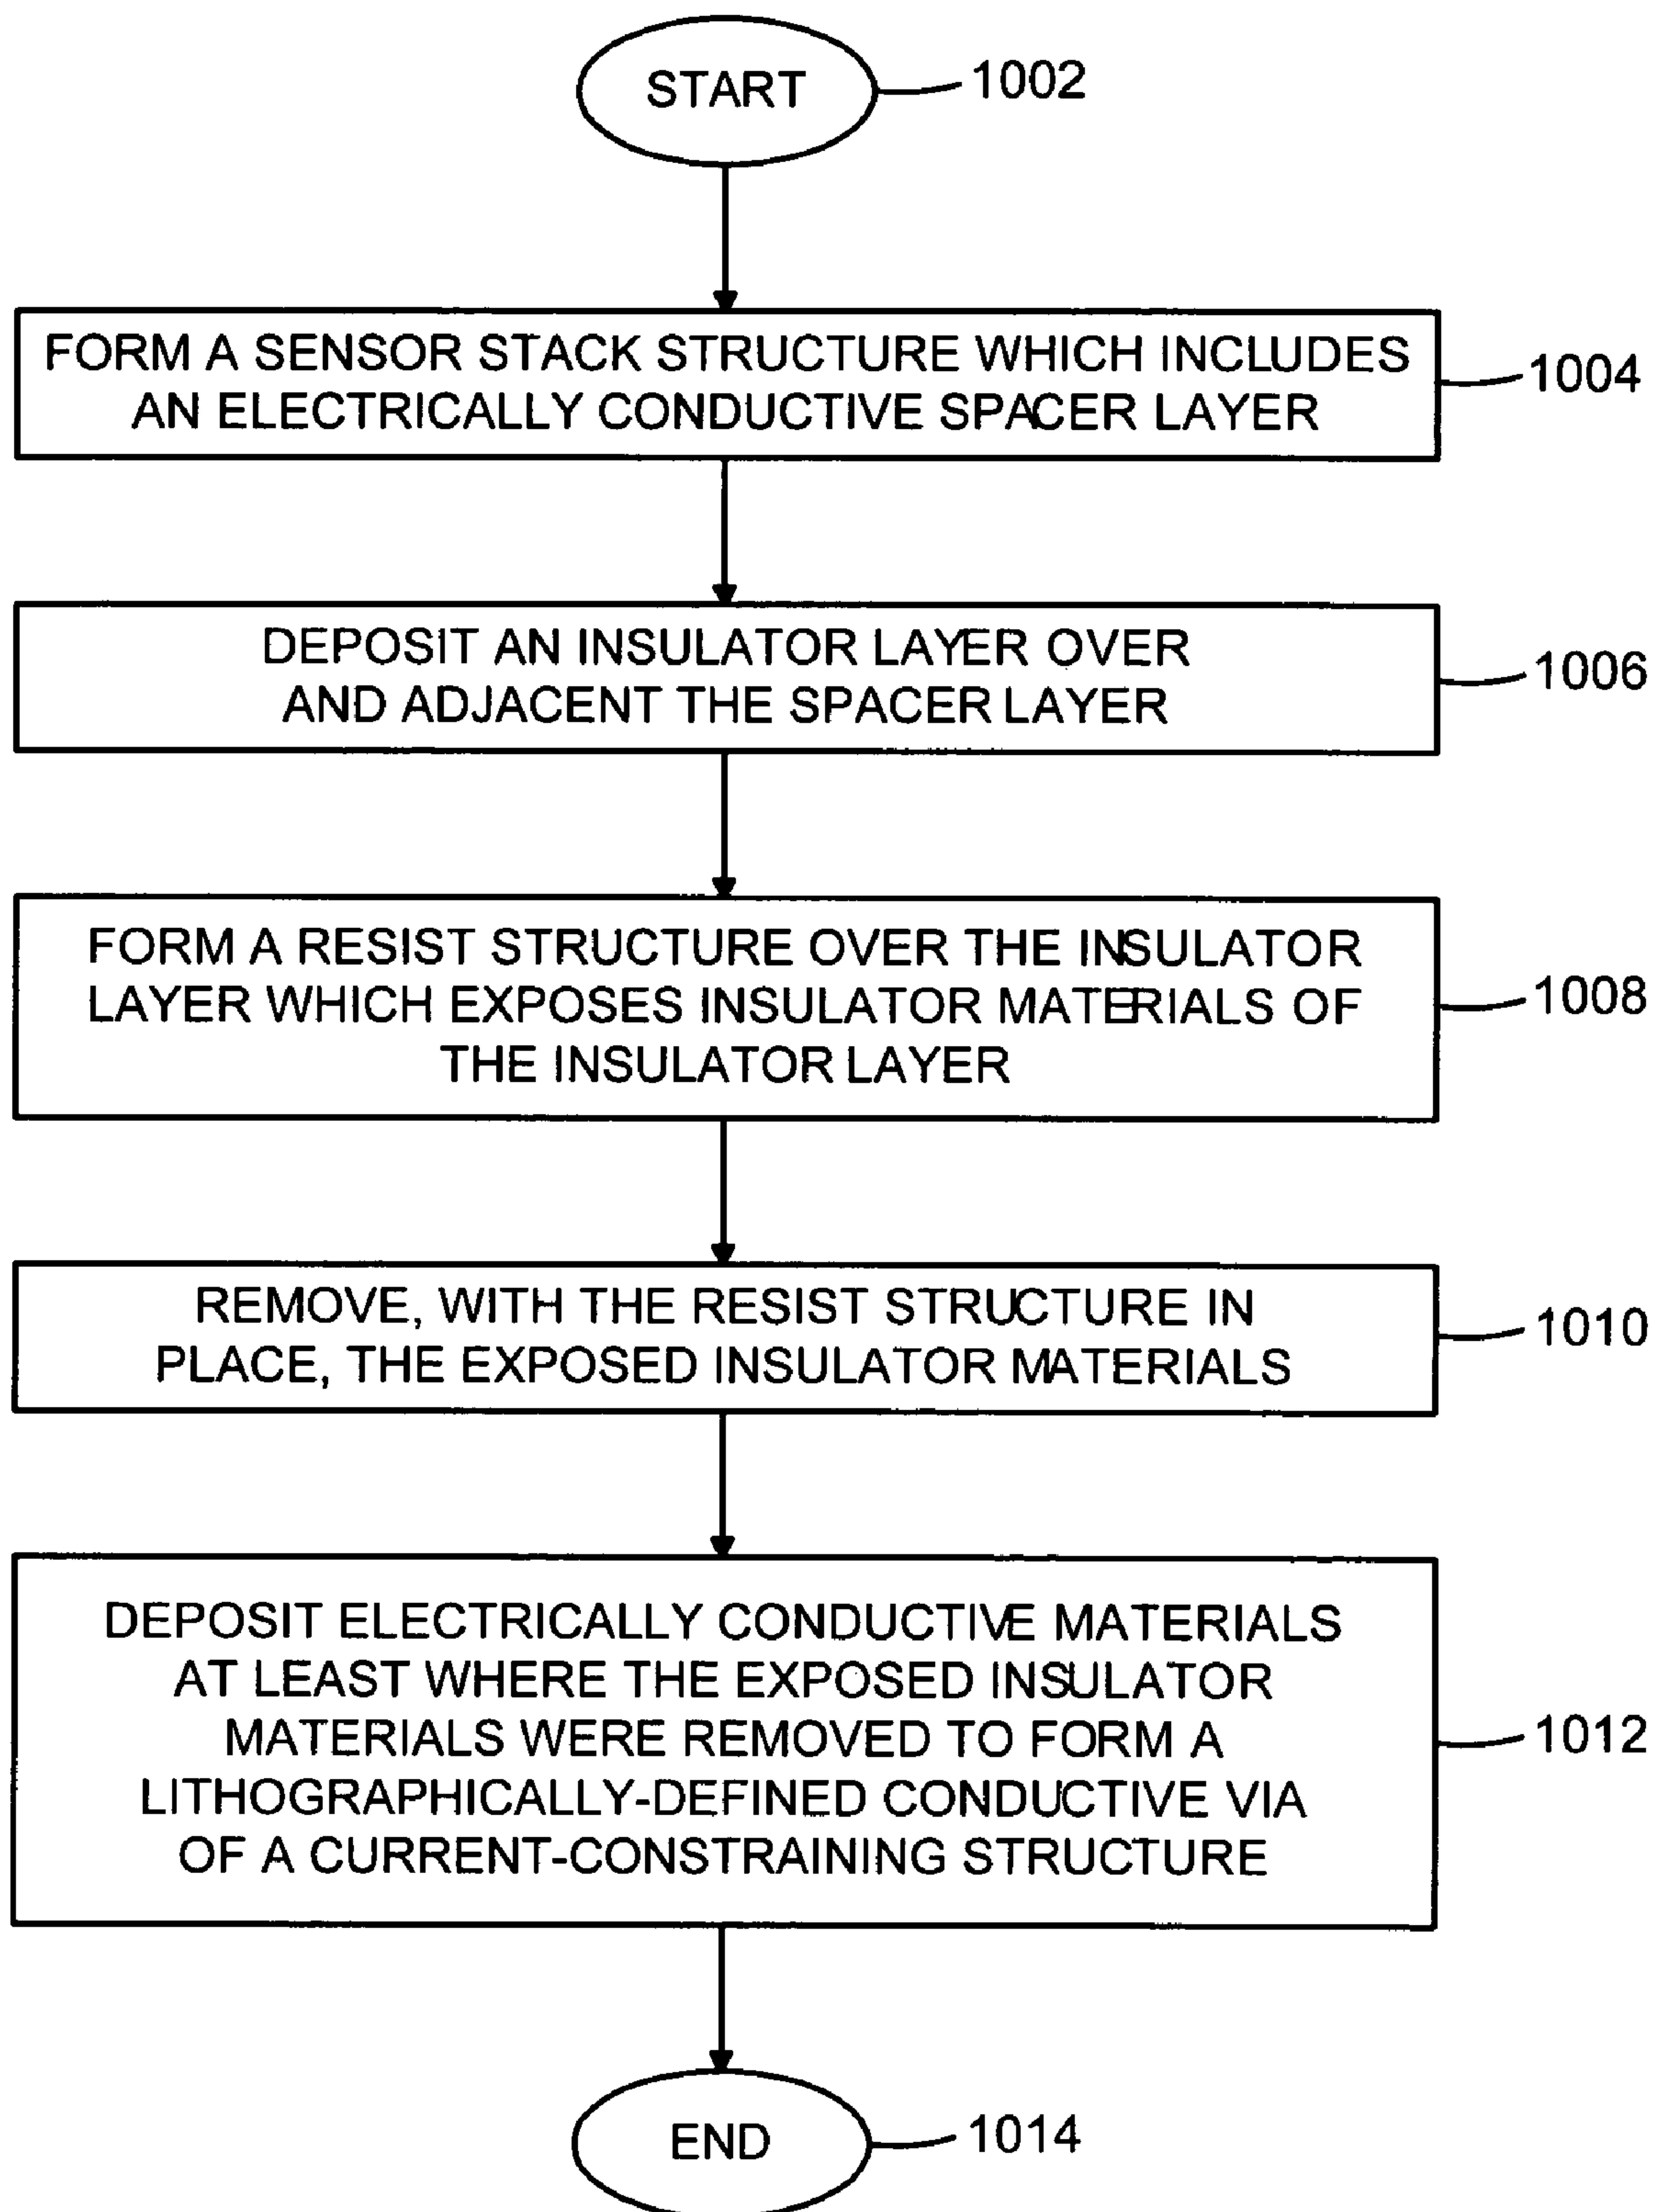 START
1002
FORM A SENSOR STACK STRUCTURE WHICH INCLUDES
AN ELECTRICALLY CONDUCTIVE SPACER LAYER
1004
DEPOSIT AN INSULATOR LAYER OVER
AND ADJACENT THE SPACER LAYER
1006
FORM A RESIST STRUCTURE OVER THE INSULATOR
LAYER WHICH EXPOSES INSULATOR MATERIALS OF
THE INSULATOR LAYER
1008
REMOVE, WITH THE RESIST STRUCTURE IN
PLACE, THE EXPOSED INSULATOR MATERIALS
1010
DEPOSIT ELECTRICALLY CONDUCTIVE MATERIALS
AT LEAST WHERE THE EXPOSED INSULATOR
MATERIALS WERE REMOVED TO FORM A
LITHOGRAPHICALLY-DEFINED CONDUCTIVE VIA
OF A CURRENT-CONSTRAINING STRUCTURE
1012
END
1014